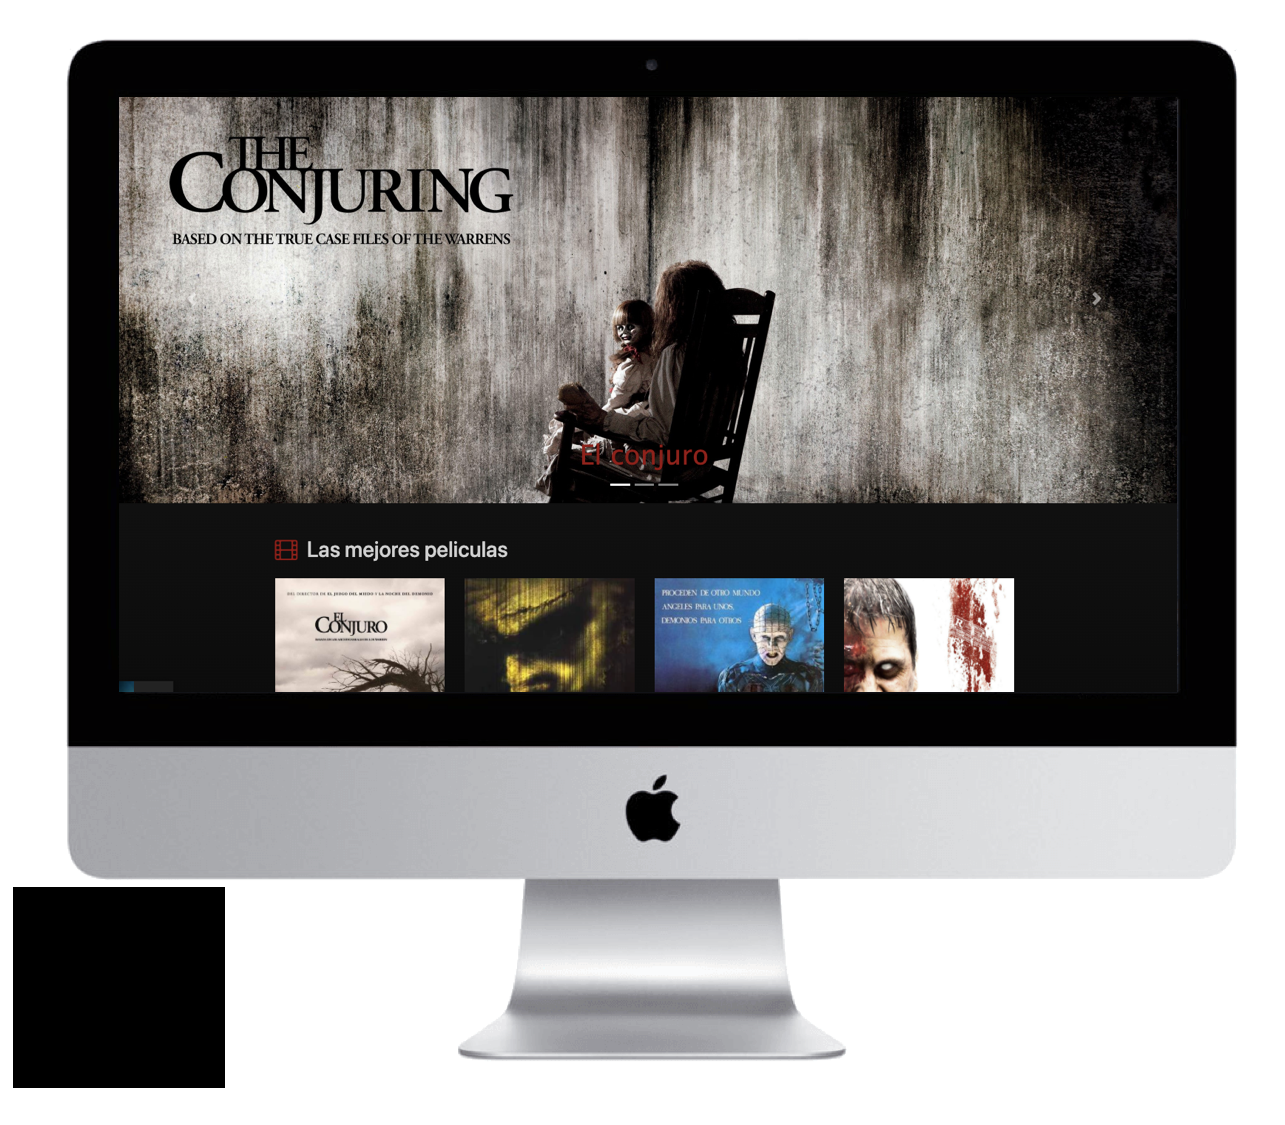 THE
CONJURING
BASED ON THE TRUE CASE FILES OF THE WARRENS
El conjuro
Las mejores peliculas
DEL DIRECTOR DE EL JUEGO DEL MIEDO Y LA NOCHE DEL DEMONIO
EL
CONJURO
PROCEDEN DE OTRO MUNDO
ANGELES PARA UNOS,
DEMONIOS PARA OTROS